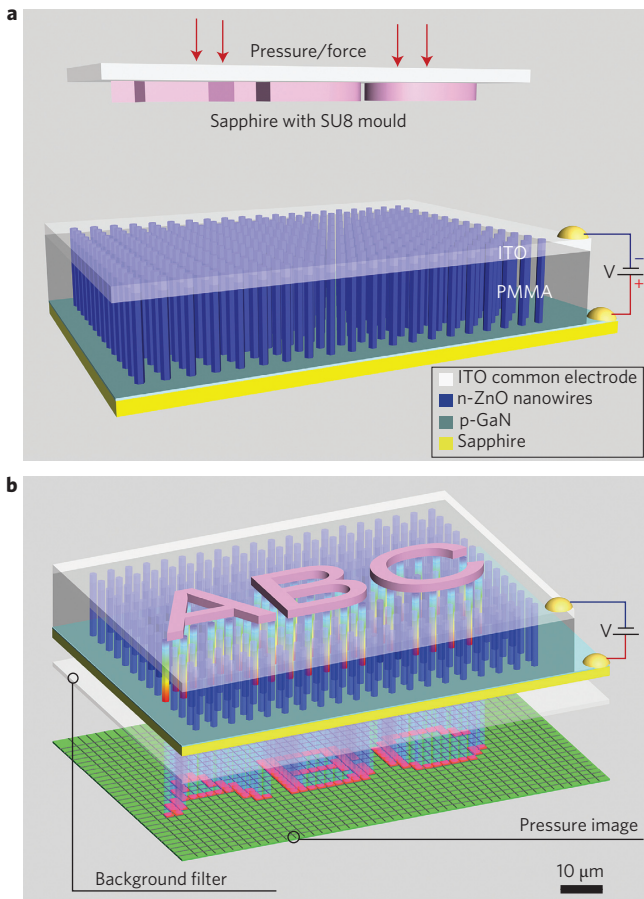 a
Pressure/force
Sapphire with SU8 mould
ITO
V
−
+
PMMA
ITO common electrode
n-ZnO nanowires
p-GaN
Sapphire
b
ABC
V
Pressure image
Background filter
10 µm